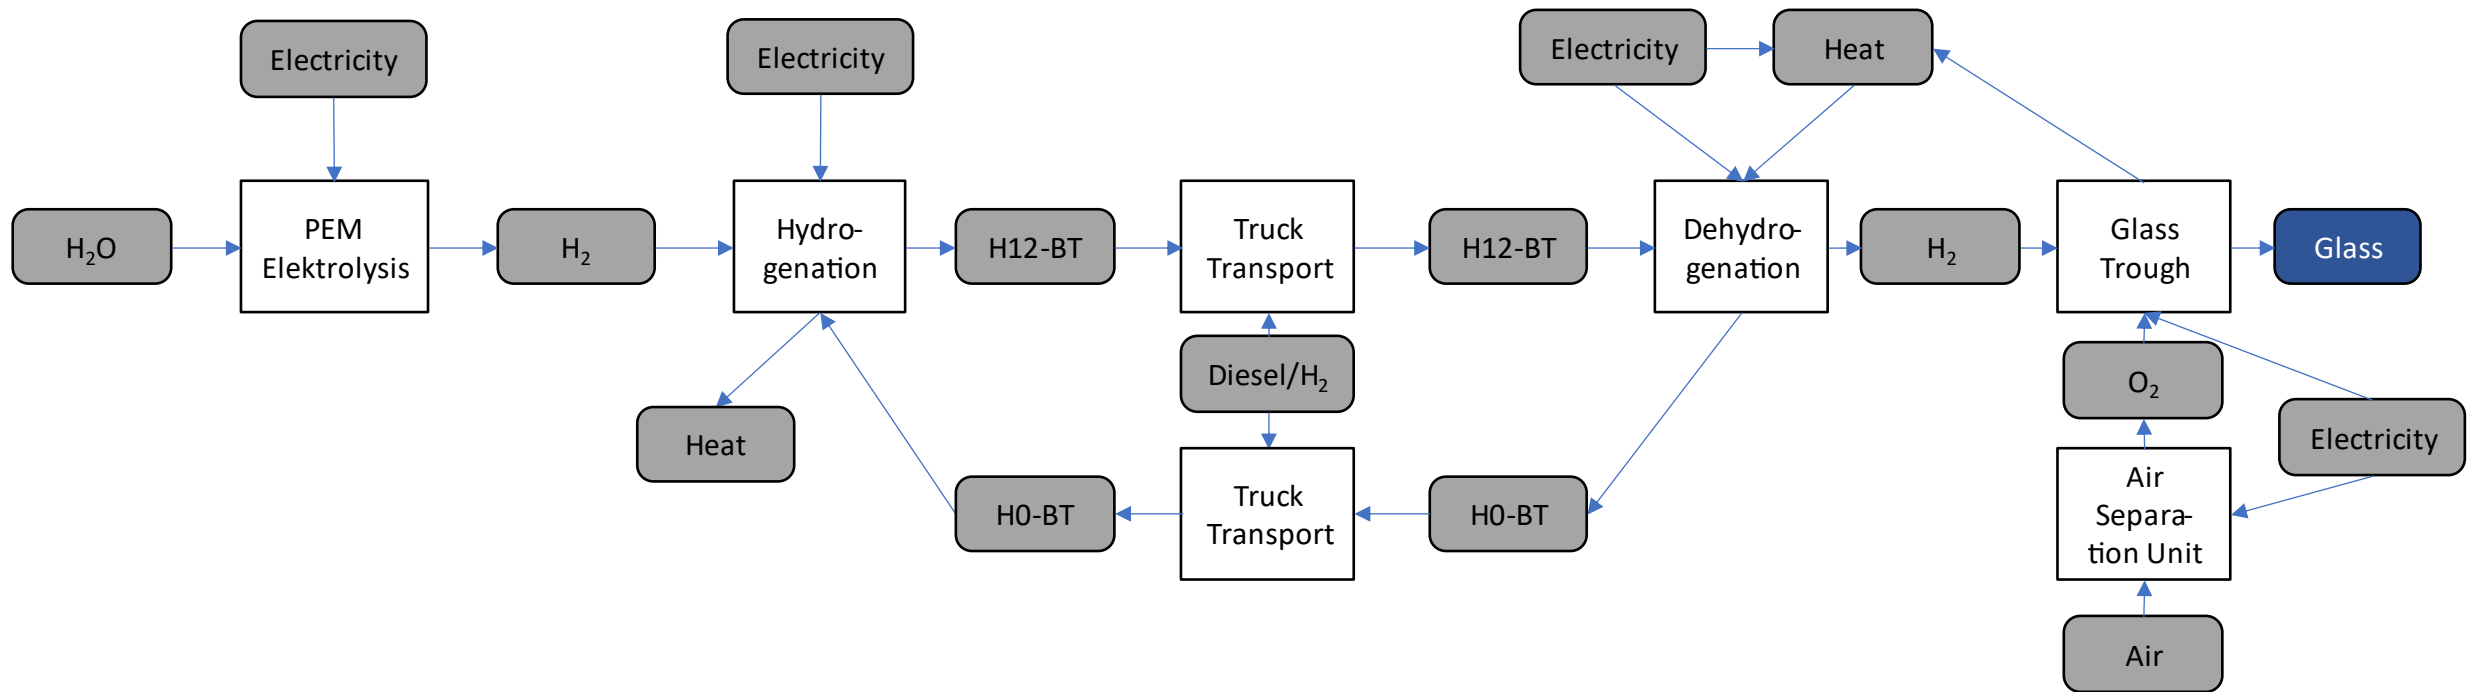 Electricity
Electricity
Electricity
Heat
H₂O
PEM
Elektrolysis
H₂
Hydro-
genation
H12-BT
Truck
Transport
H12-BT
Dehydro-
genation
H₂
Glass
Trough
Glass
Diesel/H₂
O₂
Heat
Electricity
H0-BT
Truck
Transport
H0-BT
Air
Separa-
tion Unit
Air